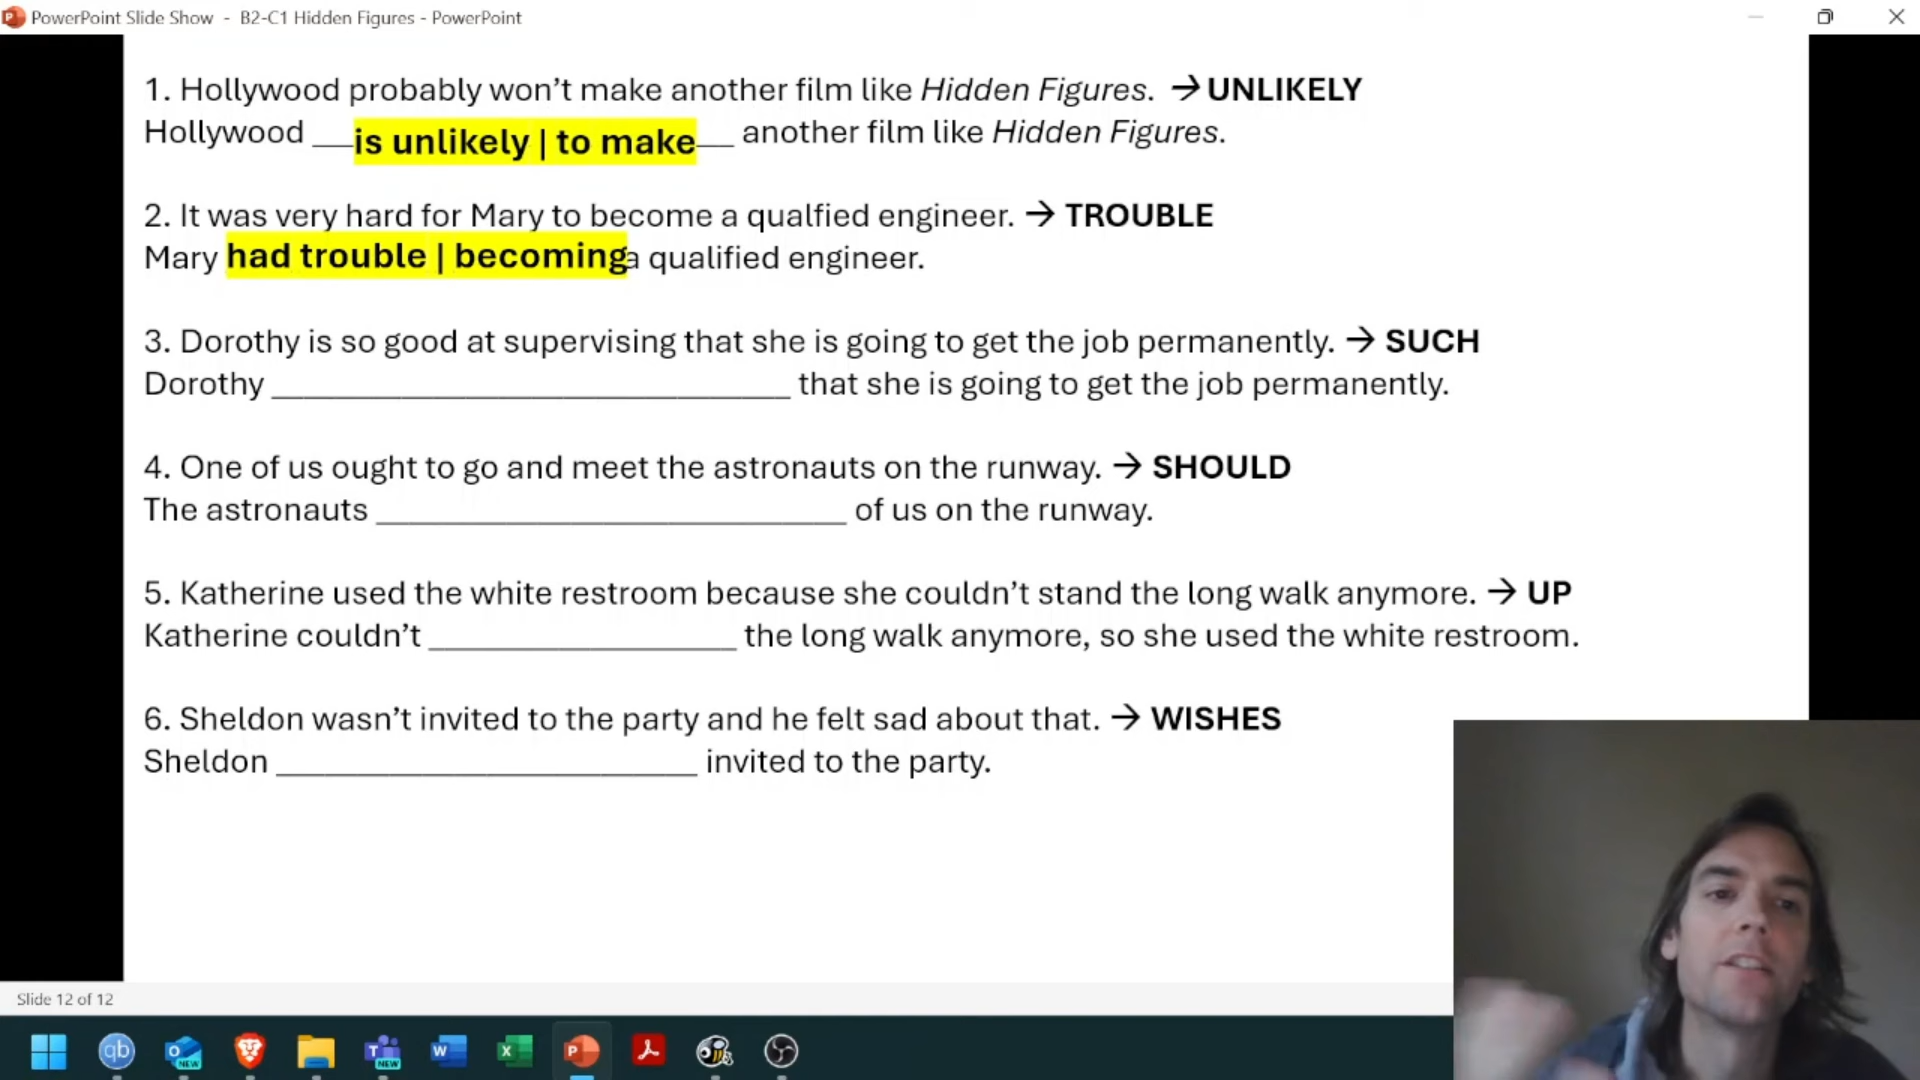 PowerPoint Slide Show - B2-C1 Hidden Figures - PowerPoint
1. Hollywood probably won’t make another film like Hidden Figures. → UNLIKELY
Hollywood __is unlikely | to make__ another film like Hidden Figures.
2. It was very hard for Mary to become a qualfied engineer. → TROUBLE
Mary had trouble | becoming a qualified engineer.
3. Dorothy is so good at supervising that she is going to get the job permanently. → SUCH
Dorothy ________________________________ that she is going to get the job permanently.
4. One of us ought to go and meet the astronauts on the runway. → SHOULD
The astronauts _____________________________ of us on the runway.
5. Katherine used the white restroom because she couldn’t stand the long walk anymore. → UP
Katherine couldn’t ___________________ the long walk anymore, so she used the white restroom.
6. Sheldon wasn’t invited to the party and he felt sad about that. → WISHES
Sheldon __________________________ invited to the party.
Slide 12 of 12